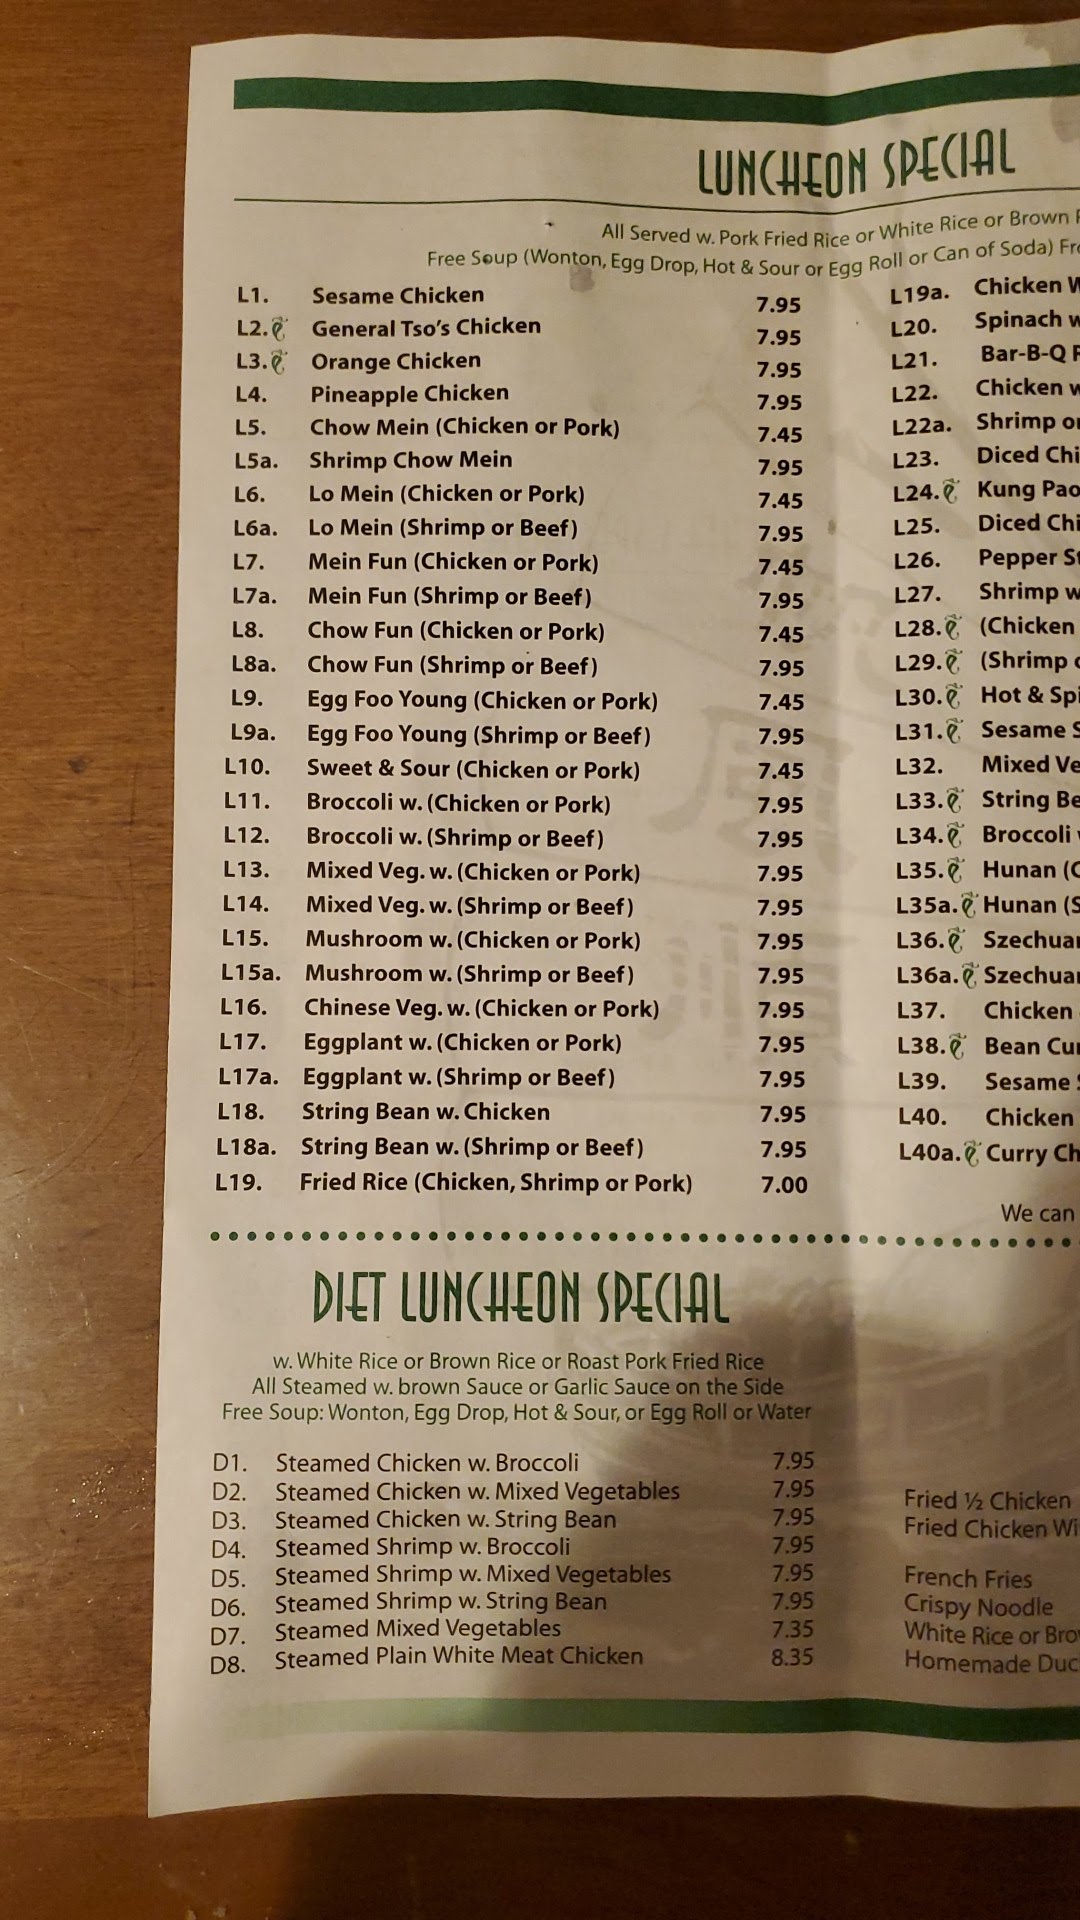 LUNCHEON SPECIAL
All Served w. Pork Fried Rice or White Rice or Brown
Free Soup (Wonton, Egg Drop, Hot & Sour or Egg Roll or Can of Soda)
L1. Sesame Chicken 7.95
L2. General Tso's Chicken 7.95
L3. Orange Chicken 7.95
L4. Pineapple Chicken 7.95
L5. Chow Mein (Chicken or Pork) 7.45
L5a. Shrimp Chow Mein 7.95
L6. Lo Mein (Chicken or Pork) 7.45
L6a. Lo Mein (Shrimp or Beef) 7.95
L7. Mein Fun (Chicken or Pork) 7.45
L7a. Mein Fun (Shrimp or Beef) 7.95
L8. Chow Fun (Chicken or Pork) 7.45
L8a. Chow Fun (Shrimp or Beef) 7.95
L9. Egg Foo Young (Chicken or Pork) 7.45
L9a. Egg Foo Young (Shrimp or Beef) 7.95
L10. Sweet & Sour (Chicken or Pork) 7.45
L11. Broccoli w. (Chicken or Pork) 7.95
L12. Broccoli w. (Shrimp or Beef) 7.95
L13. Mixed Veg. w. (Chicken or Pork) 7.95
L14. Mixed Veg. w. (Shrimp or Beef) 7.95
L15. Mushroom w. (Chicken or Pork) 7.95
L15a. Mushroom w. (Shrimp or Beef) 7.95
L16. Chinese Veg. w. (Chicken or Pork) 7.95
L17. Eggplant w. (Chicken or Pork) 7.95
L17a. Eggplant w. (Shrimp or Beef) 7.95
L18. String Bean w. Chicken 7.95
L18a. String Bean w. (Shrimp or Beef) 7.95
L19. Fried Rice (Chicken, Shrimp or Pork) 7.00
L19a. Chicken
L20. Spinach w
L21. Bar-B-Q
L22. Chicken w
L22a. Shrimp or
L23. Diced Chi
L24. Kung Pao
L25. Diced Chi
L26. Pepper St
L27. Shrimp w
L28. (Chicken
L29. (Shrimp
L30. Hot & Spi
L31. Sesame S
L32. Mixed Ve
L33. String Be
L34. Broccoli
L35. Hunan (C
L35a. Hunan (S
L36. Szechuan
L36a. Szechuan
L37. Chicken
L38. Bean Cur
L39. Sesame
L40. Chicken
L40a. Curry Ch
We can
DIET LUNCHEON SPECIAL
w. White Rice or Brown Rice or Roast Pork Fried Rice
All Steamed w. brown Sauce or Garlic Sauce on the Side
Free Soup: Wonton, Egg Drop, Hot & Sour, or Egg Roll or Water
D1. Steamed Chicken w. Broccoli 7.95
D2. Steamed Chicken w. Mixed Vegetables 7.95
D3. Steamed Chicken w. String Bean 7.95
D4. Steamed Shrimp w. Broccoli 7.95
D5. Steamed Shrimp w. Mixed Vegetables 7.95
D6. Steamed Shrimp w. String Bean 7.95
D7. Steamed Mixed Vegetables 7.35
D8. Steamed Plain White Meat Chicken 8.35
Fried ½ Chicken
Fried Chicken Wi
French Fries
Crispy Noodle
White Rice or Bro
Homemade Duc